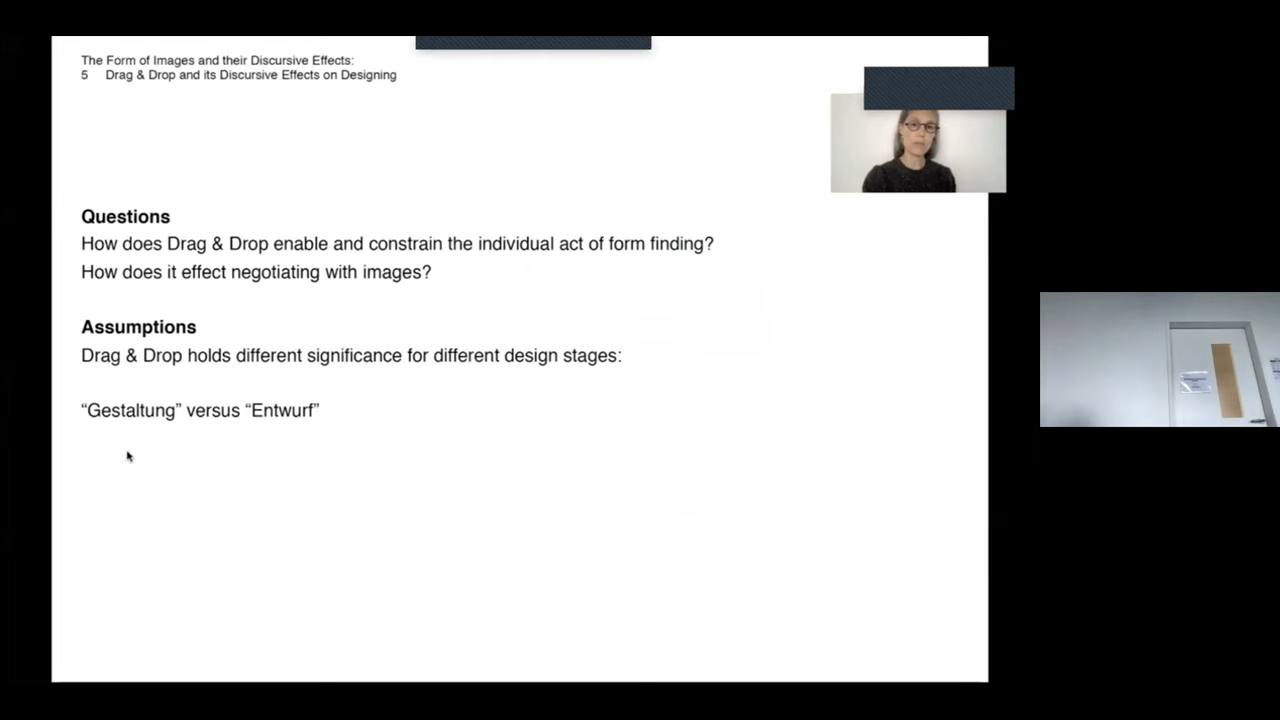 The Form of Images and their Discursive Effects:
5 Drag & Drop and its Discursive Effects on Designing
Questions
How does Drag & Drop enable and constrain the individual act of form finding?
How does it effect negotiating with images?
Assumptions
Drag & Drop holds different significance for different design stages:
“Gestaltung” versus “Entwurf”